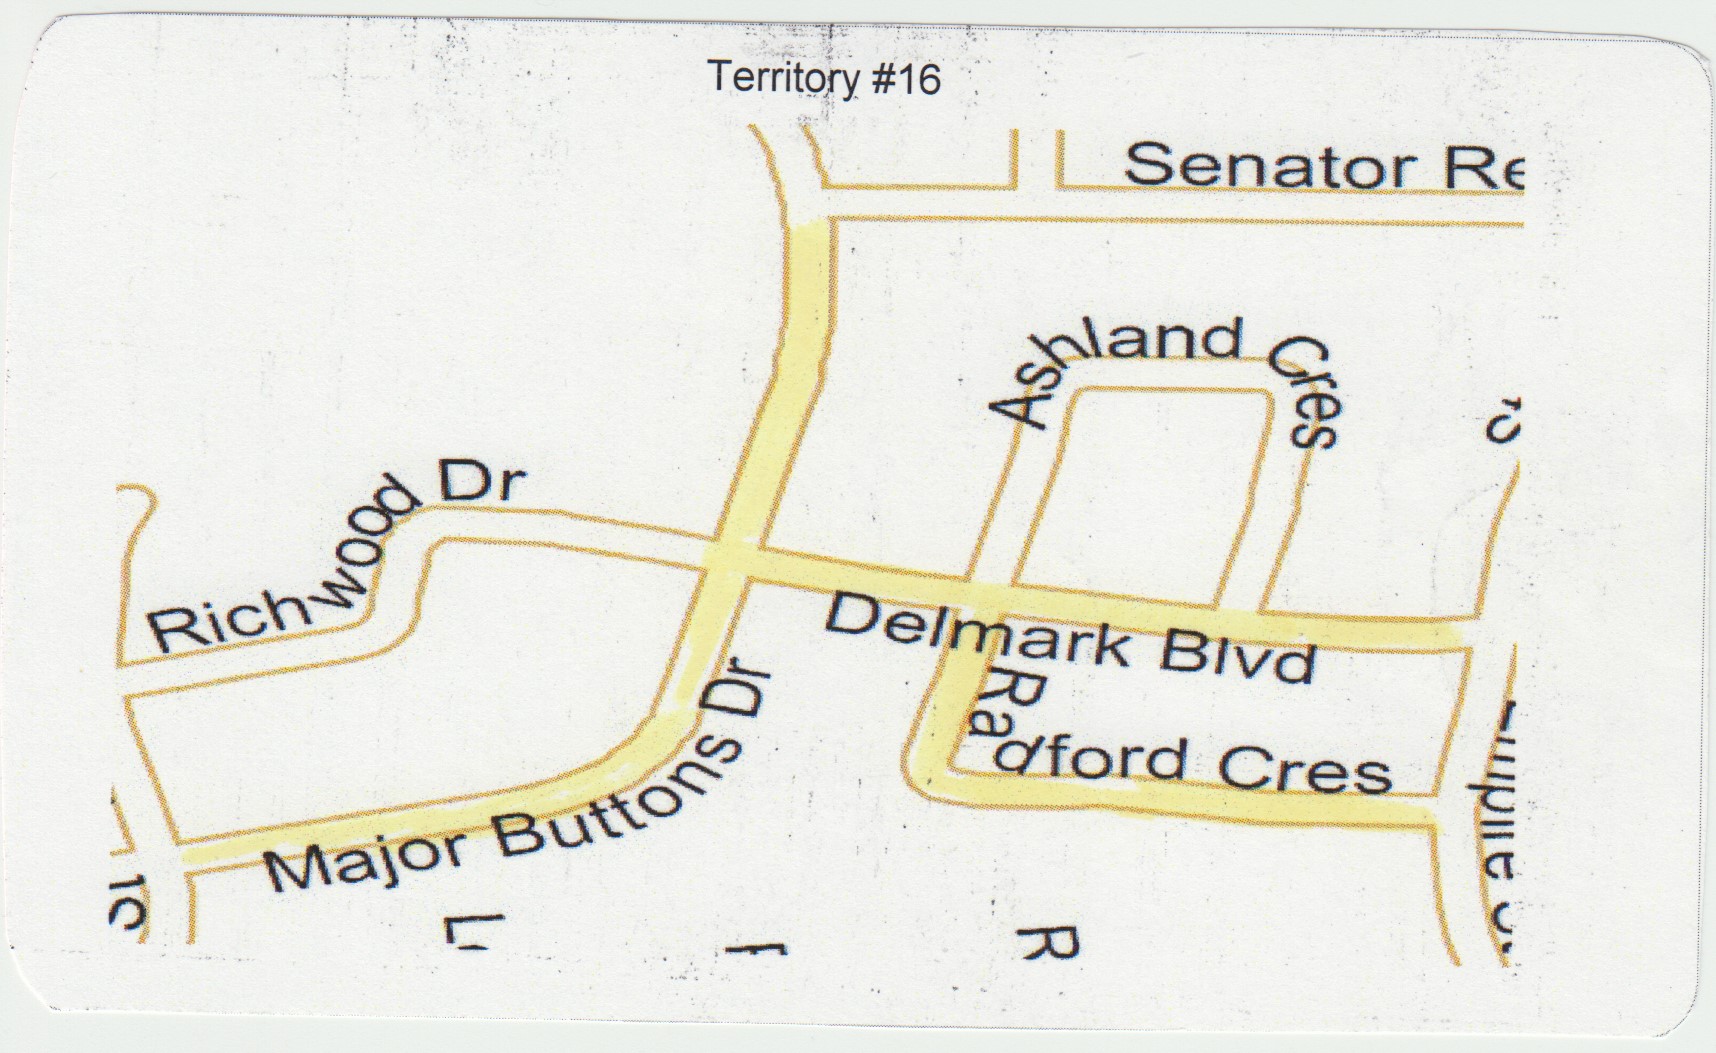 Territory #16
Senator Re
Ashland Cres
Richwood Dr
Delmark Blvd
Radford Cres
Major Buttons Dr
R